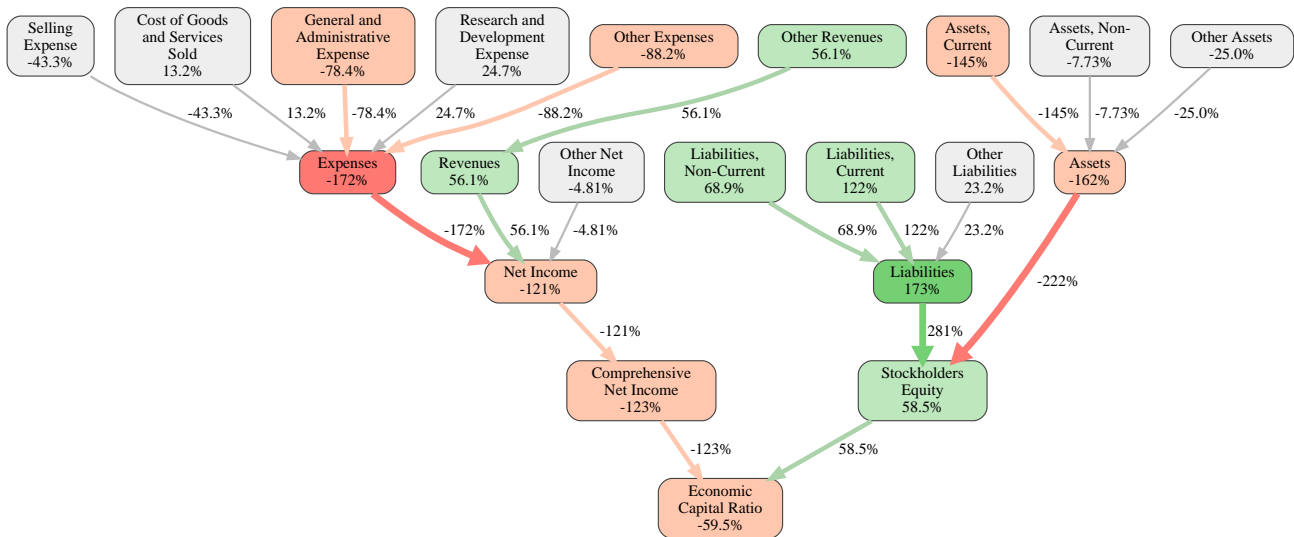 Selling
Expense
-43.3%
Cost of Goods
and Services
Sold
13.2%
General and
Administrative
Expense
-78.4%
Research and
Development
Expense
24.7%
Other Expenses
-88.2%
Other Revenues
56.1%
Assets,
Current
-145%
Assets, Non-
Current
-7.73%
Other Assets
-25.0%
-43.3%
13.2%
-78.4%
24.7%
-88.2%
56.1%
-145%
-7.73%
-25.0%
Expenses
-172%
Revenues
56.1%
Other Net
Income
-4.81%
Liabilities,
Non-Current
68.9%
Liabilities,
Current
122%
Other
Liabilities
23.2%
Assets
-162%
-172%
56.1%
-4.81%
68.9%
122%
23.2%
-222%
Net Income
-121%
Liabilities
173%
-121%
281%
Comprehensive
Net Income
-123%
Stockholders
Equity
58.5%
-123%
58.5%
Economic
Capital Ratio
-59.5%